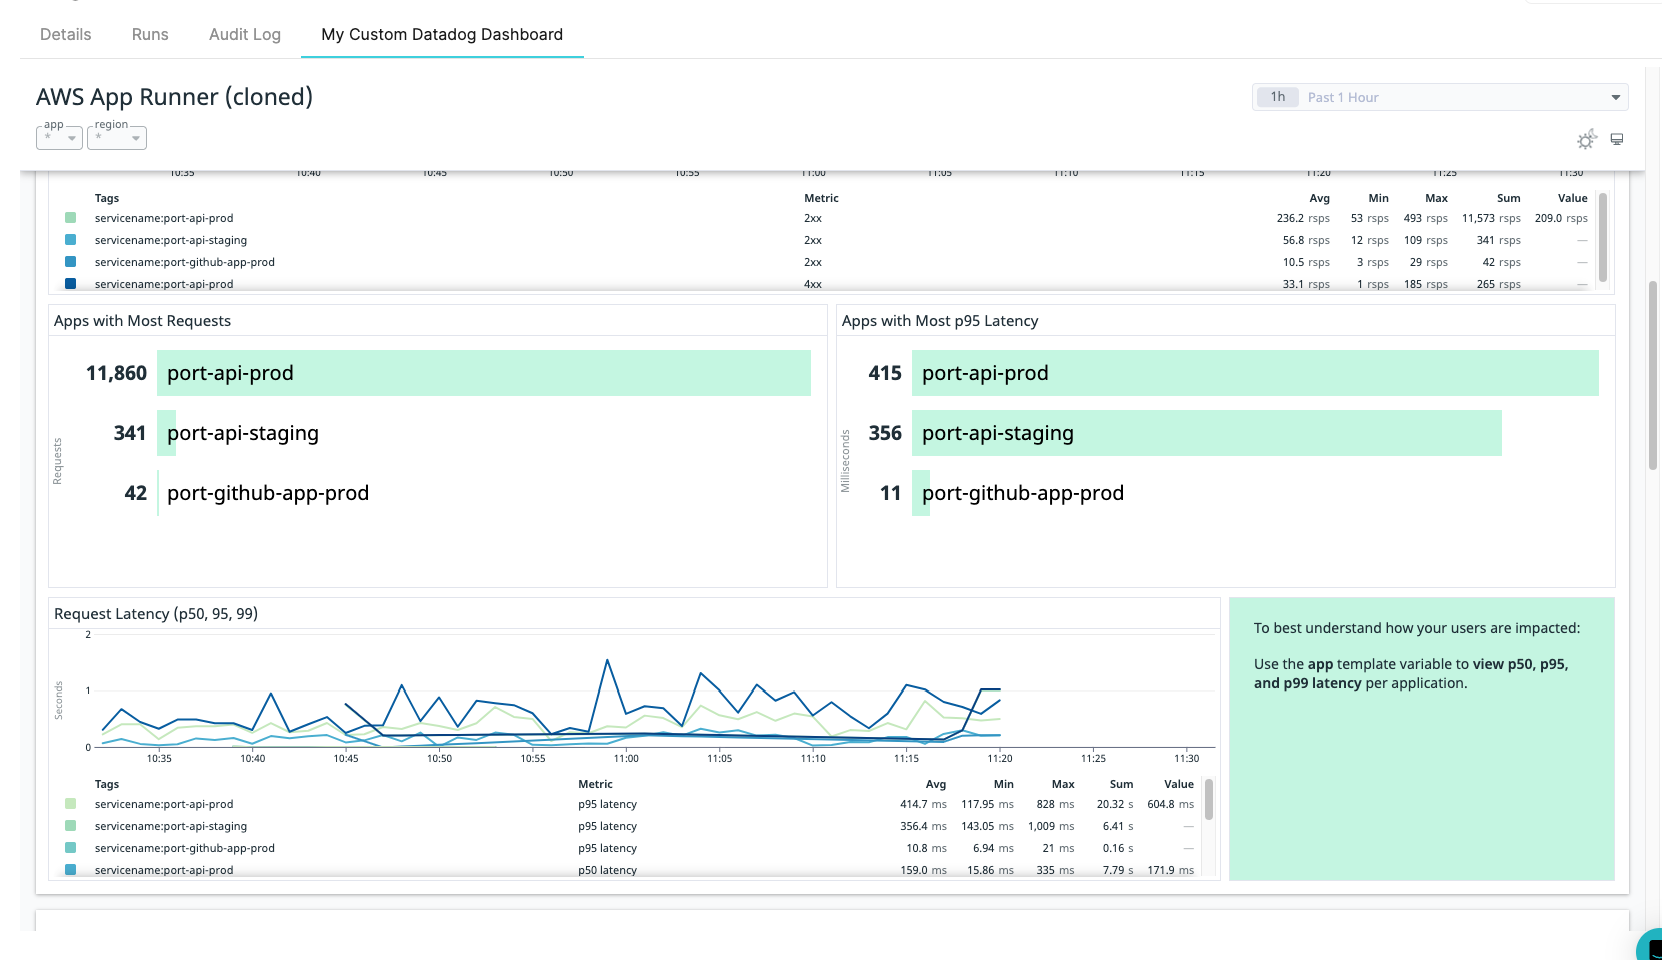 Details Runs Audit Log My Custom Datadog Dashboard
AWS App Runner (cloned)
1h Past 1 Hour
app region
* *
10:35 10:40 10:45 10:50 10:55 11:00 11:05 11:10 11:15 11:20 11:25 11:30
Tags Metric Avg Min Max Sum Value
servicename:port-api-prod 2xx 236.2 rsps 53 rsps 493 rsps 11,573 rsps 209.0 rsps
servicename:port-api-staging 2xx 56.8 rsps 12 rsps 109 rsps 341 rsps —
servicename:port-github-app-prod 2xx 10.5 rsps 3 rsps 29 rsps 42 rsps —
servicename:port-api-prod 4xx 33.1 rsps 1 rsps 185 rsps 265 rsps —
Apps with Most Requests
Requests
11,860 port-api-prod
341 port-api-staging
42 port-github-app-prod
Apps with Most p95 Latency
Milliseconds
415 port-api-prod
356 port-api-staging
11 port-github-app-prod
Request Latency (p50, 95, 99)
Seconds
2
1
0
10:35 10:40 10:45 10:50 10:55 11:00 11:05 11:10 11:15 11:20 11:25 11:30
Tags Metric Avg Min Max Sum Value
servicename:port-api-prod p95 latency 414.7 ms 117.95 ms 828 ms 20.32 s 604.8 ms
servicename:port-api-staging p95 latency 356.4 ms 143.05 ms 1,009 ms 6.41 s —
servicename:port-github-app-prod p95 latency 10.8 ms 6.94 ms 21 ms 0.16 s —
servicename:port-api-prod p50 latency 159.0 ms 15.86 ms 335 ms 7.79 s 171.9 ms
To best understand how your users are impacted:
Use the app template variable to view p50, p95,
and p99 latency per application.